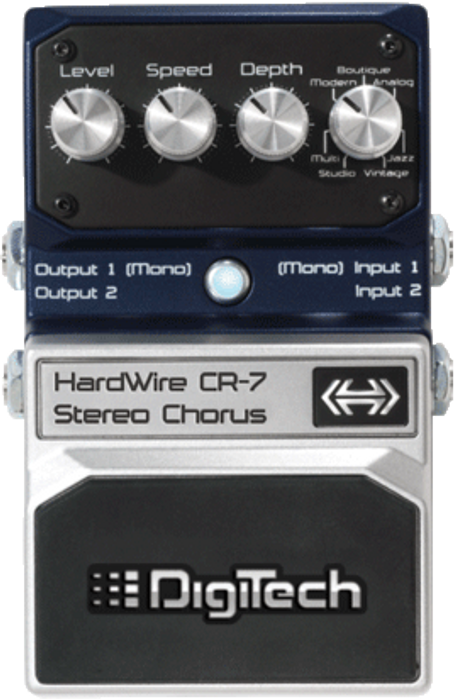 Level Speed Depth
Boutique
Modern Analog
Multi Jazz
Studio Vintage
Output 1 (Mono) (Mono) Input 1
Output 2 Input 2
HardWire CR-7
Stereo Chorus
DigiTech